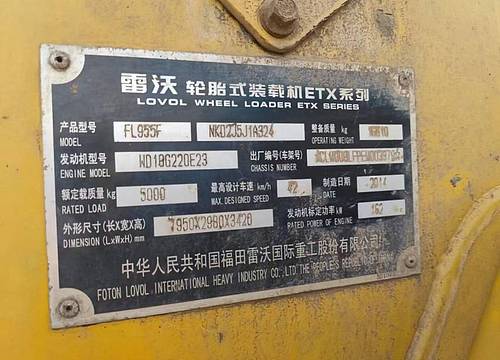 雷沃 轮胎式装载机ETX系列
LOVOL WHEEL LOADER ETX SERIES
产品型号 MODEL FL955F NKD2J5J1A324 整备质量 kg OPERATING WEIGHT
发动机型号 ENGINE MODEL WD10G220E23 出厂编号(车架号) CHASSIS NUMBER
额定载质量 kg RATED LOAD 5000 最高设计车速 km/h MAX. DESIGNED SPEED 42 制造日期 DATE 2014
外形尺寸(长X宽X高) DIMENSION (LxWxH) mm 7950X2980X3420 发动机标定功率 kW RATED POWER OF ENGINE 162
中华人民共和国福田雷沃国际重工股份有限公司
FOTON LOVOL INTERNATIONAL HEAVY INDUSTRY CO., LTD. THE PEOPLE'S REPUBLIC OF CHINA